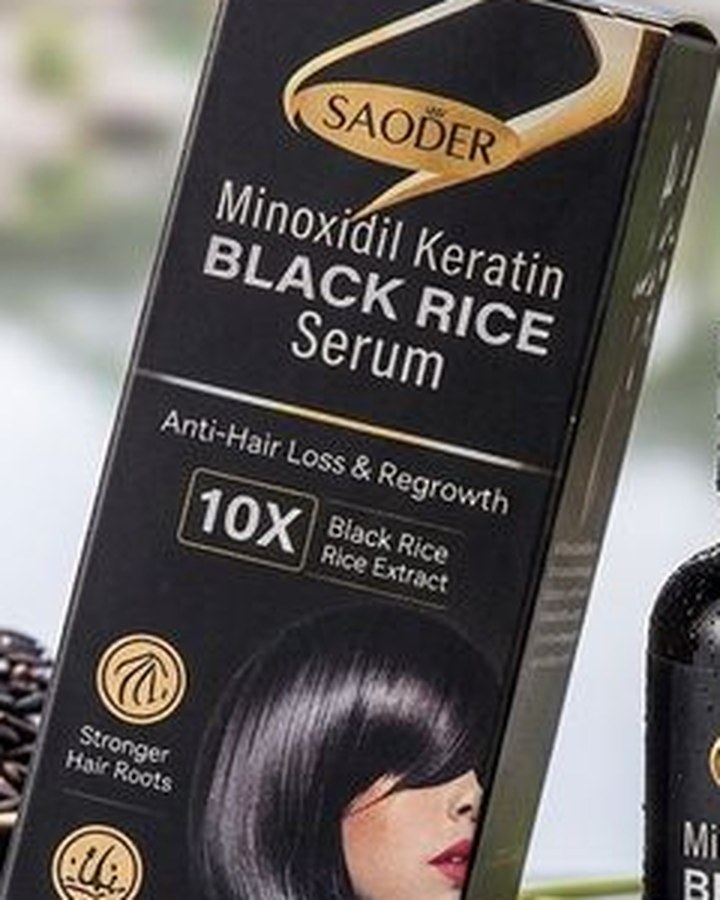 SAODER
Minoxidil Keratin
BLACK RICE
Serum
Anti-Hair Loss & Regrowth
10X
Black Rice
Rice Extract
Stronger
Hair Roots